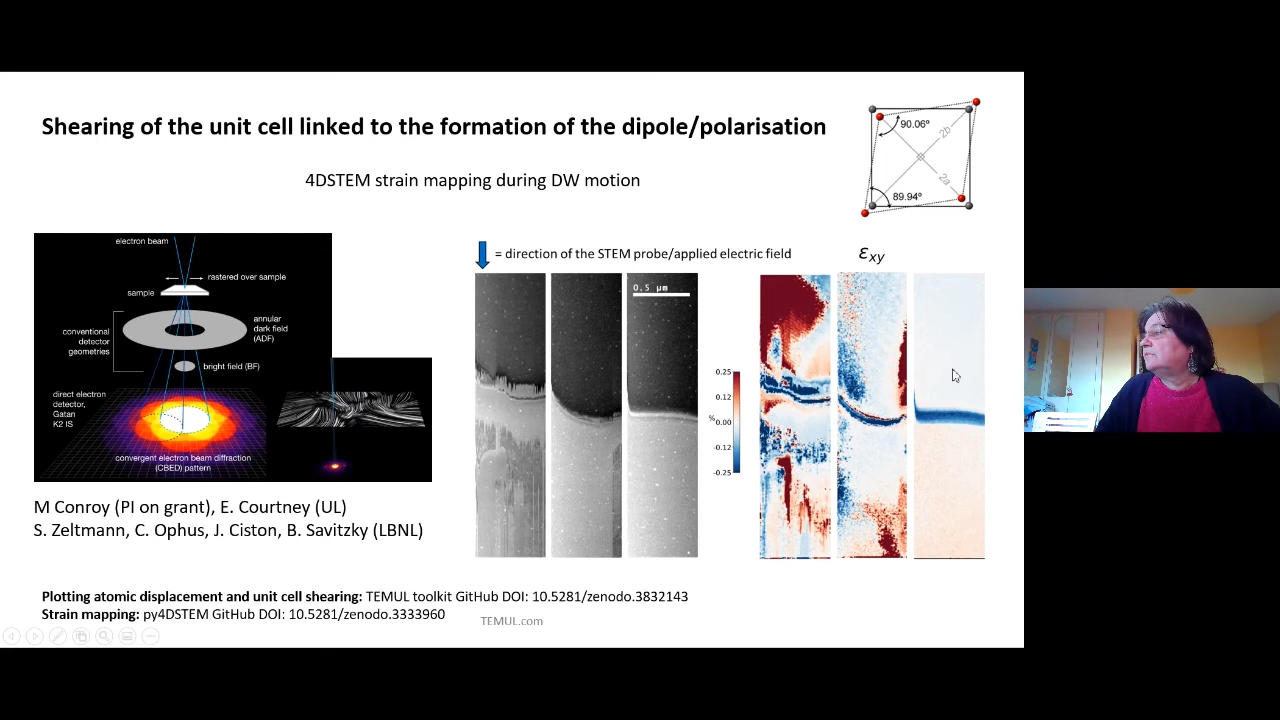 Shearing of the unit cell linked to the formation of the dipole/polarisation
90.06º
2b
2a
89.94º
4DSTEM strain mapping during DW motion
electron beam
rastered over sample
sample
conventional
detector
geometries
annular
dark field
(ADF)
bright field (BF)
direct electron
detector,
Gatan
K2 IS
convergent electron beam diffraction
(CBED) pattern
= direction of the STEM probe/applied electric field
0.5 μm
εxy
0.25
0.12
% 0.00
-0.12
-0.25
M Conroy (PI on grant), E. Courtney (UL)
S. Zeltmann, C. Ophus, J. Ciston, B. Savitzky (LBNL)
Plotting atomic displacement and unit cell shearing: TEMUL toolkit GitHub DOI: 10.5281/zenodo.3832143
Strain mapping: py4DSTEM GitHub DOI: 10.5281/zenodo.3333960
TEMUL.com